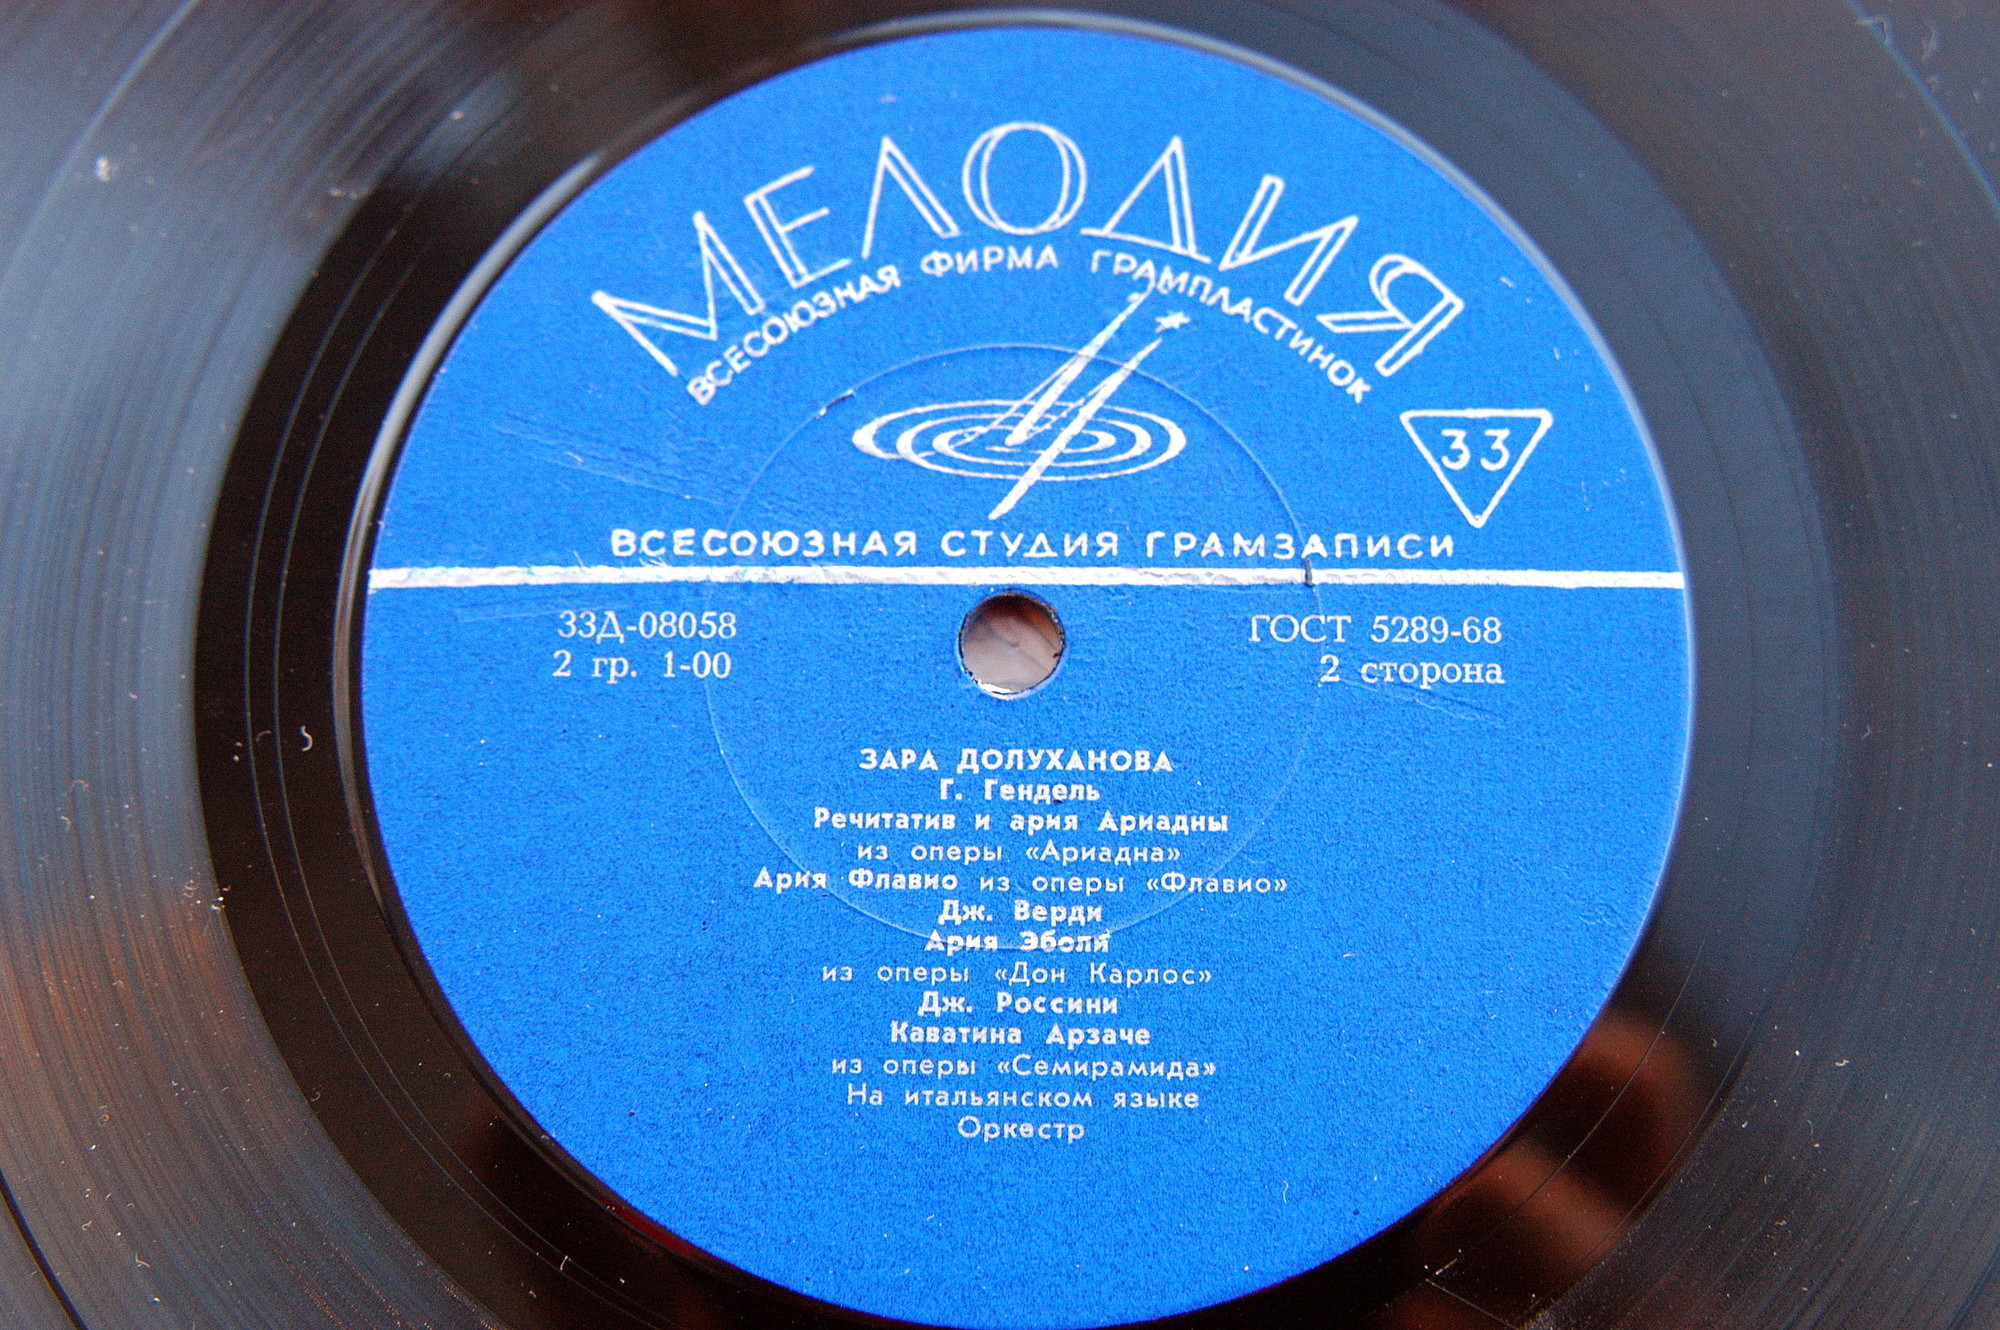 МЕЛОДИЯ
ВСЕСОЮЗНАЯ ФИРМА ГРАМПЛАСТИНОК
33
ВСЕСОЮЗНАЯ СТУДИЯ ГРАМЗАПИСИ
33Д-08058
2 гр. 1-00
ГОСТ 5289-68
2 сторона
ЗАРА ДОЛУХАНОВА
Г. Гендель
Речитатив и ария Ариадны
из оперы «Ариадна»
Ария Флавио из оперы «Флавио»
Дж. Верди
Ария Эболи
из оперы «Дон Карлос»
Дж. Россини
Каватина Арзаче
из оперы «Семирамида»
На итальянском языке
Оркестр